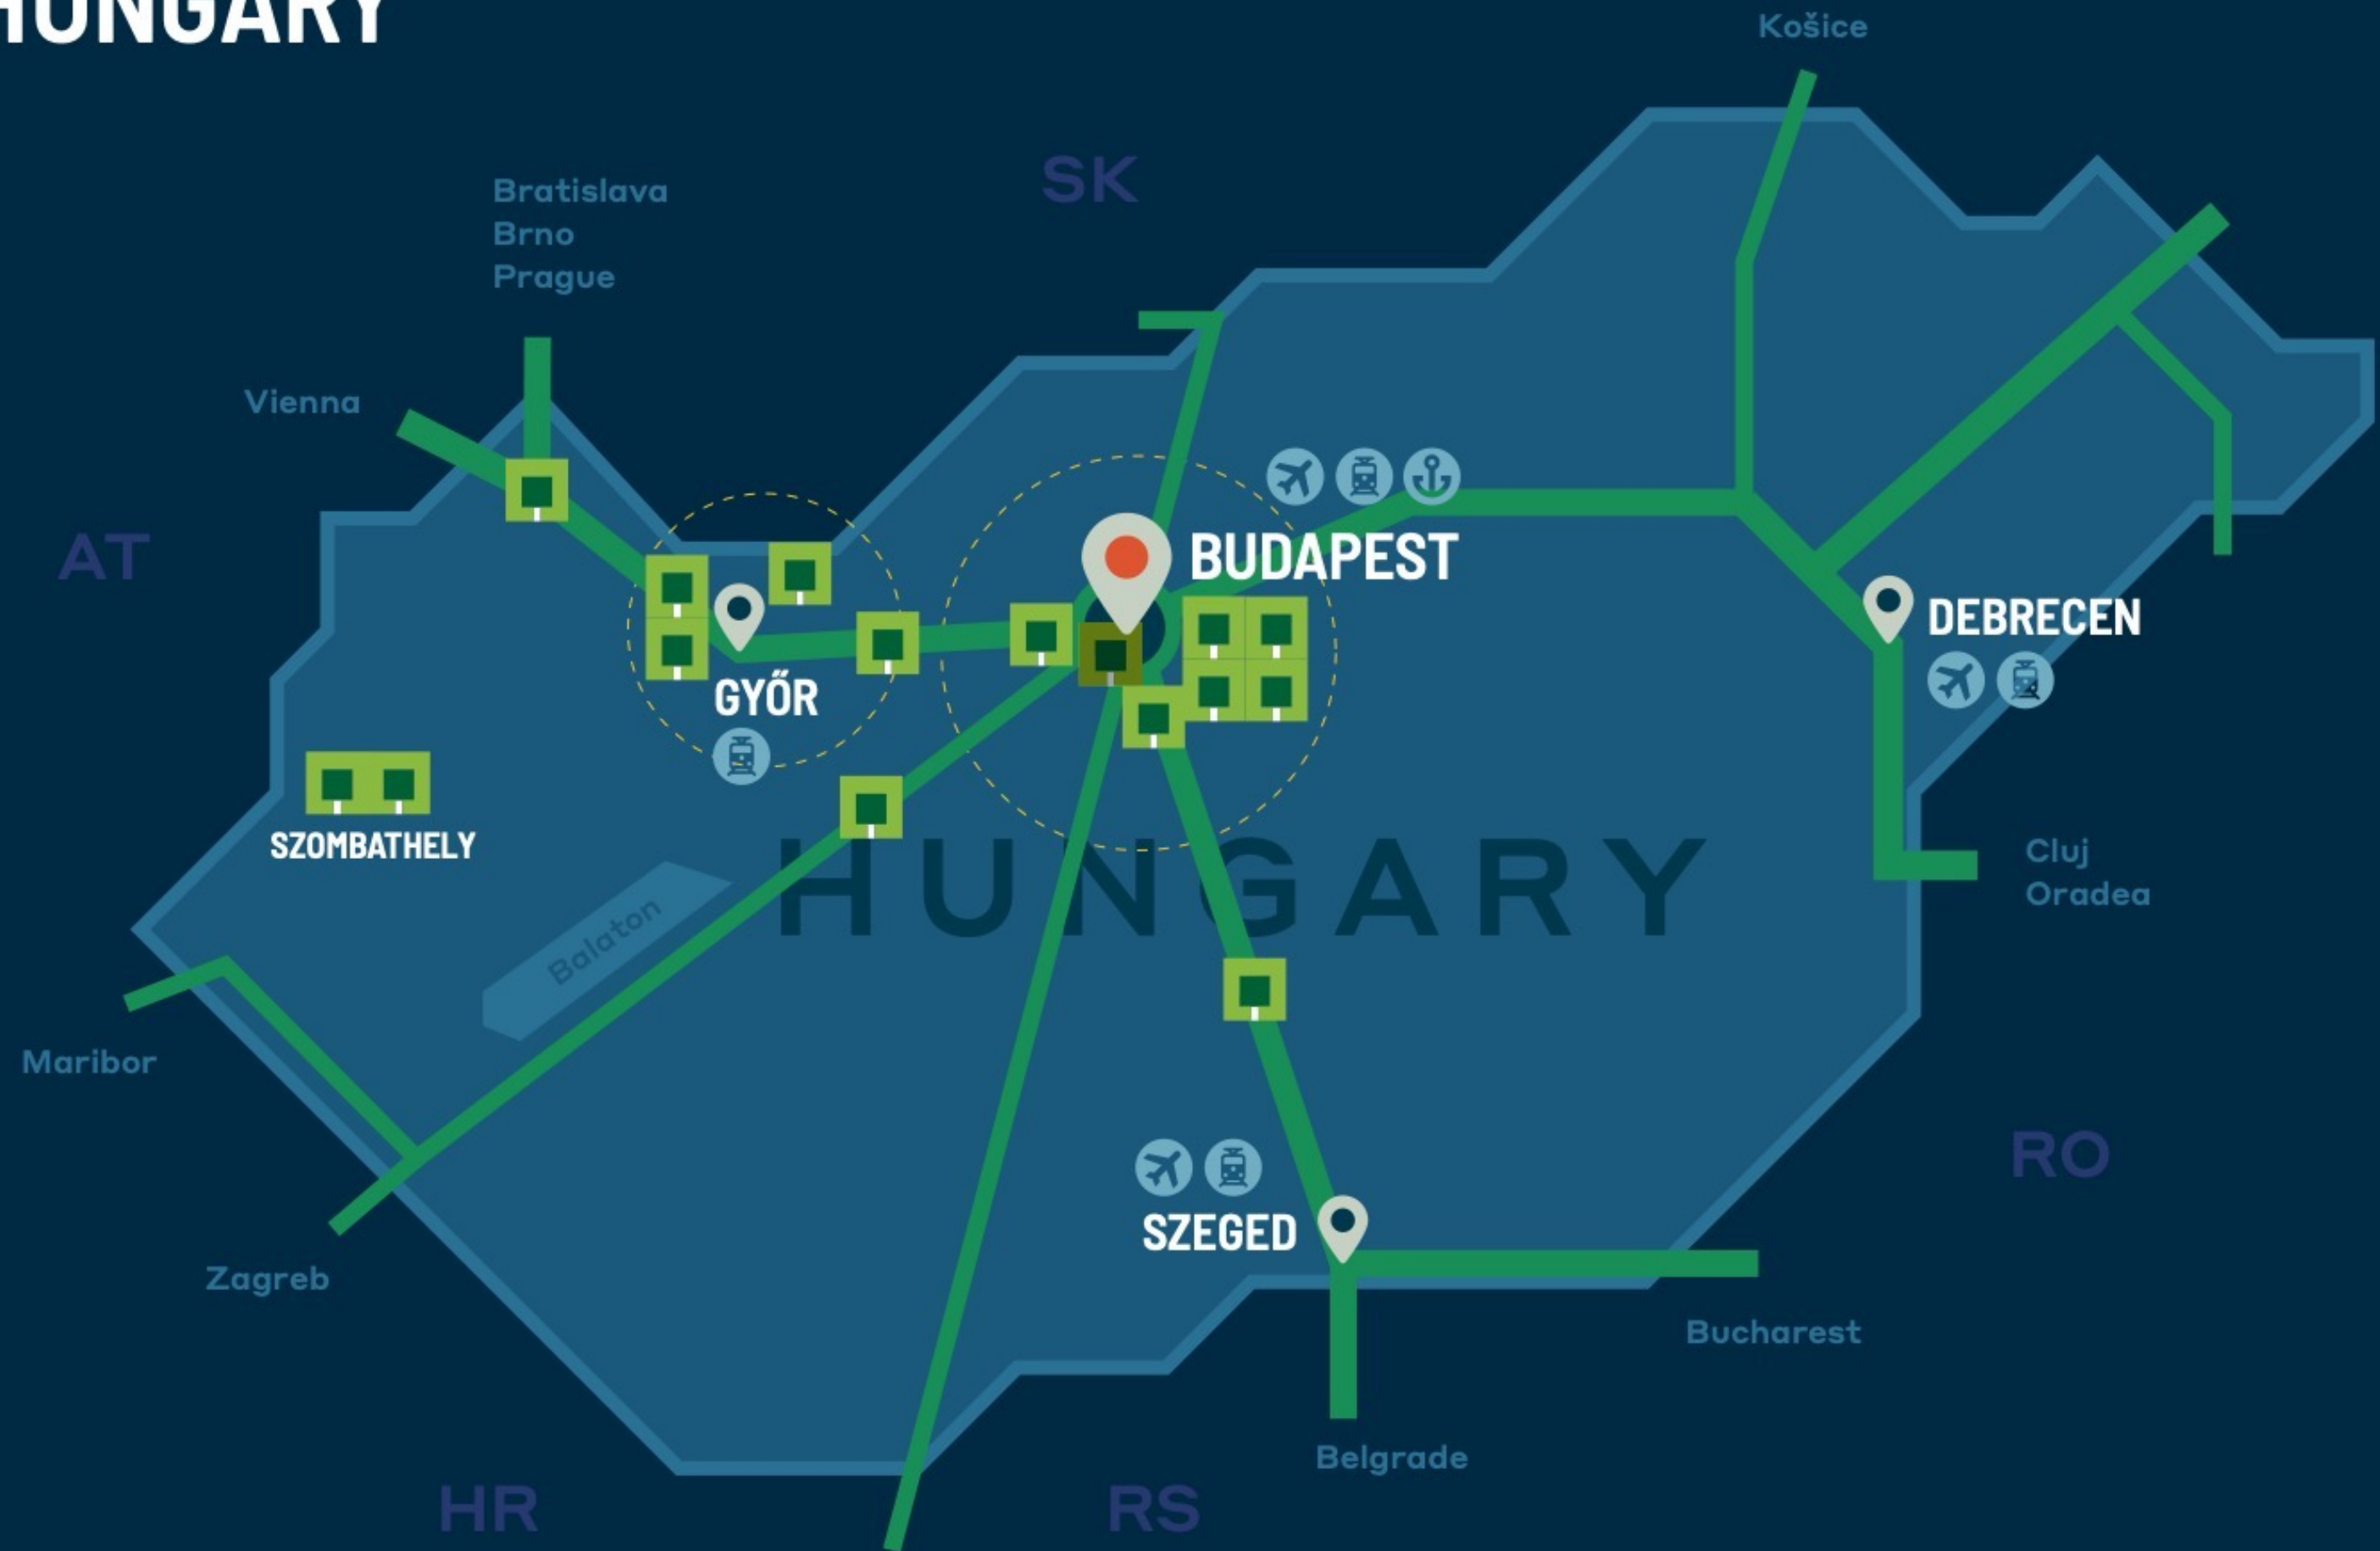 HUNGARY
Košice
SK
Bratislava
Brno
Prague
Vienna
AT
BUDAPEST
DEBRECEN
GYŐR
SZOMBATHELY
HUNGARY
Cluj
Oradea
Balaton
Maribor
RO
SZEGED
Zagreb
Bucharest
Belgrade
HR
RS